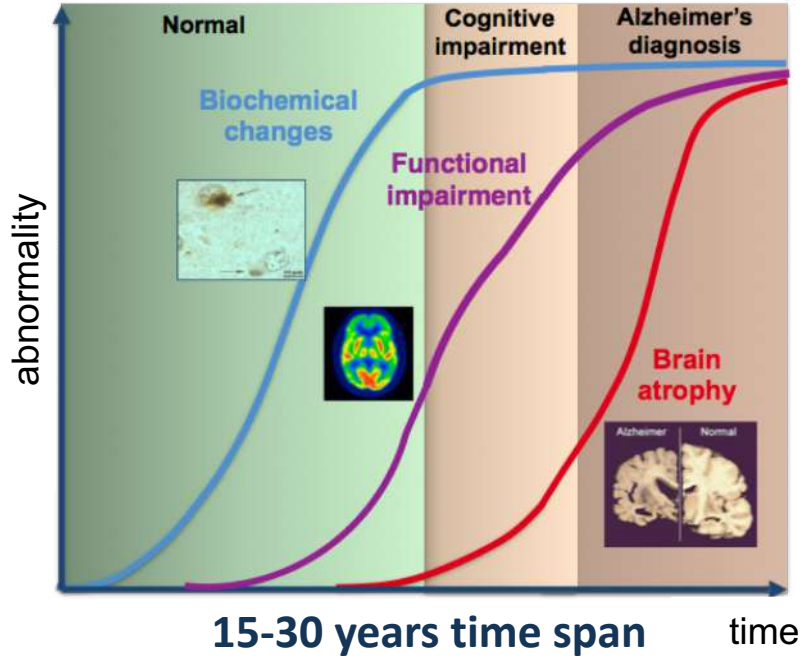 Normal
Cognitive
impairment
Alzheimer's
diagnosis
Biochemical
changes
Functional
impairment
Brain
atrophy
Alzheimer
Normal
abnormality
15-30 years time span
time